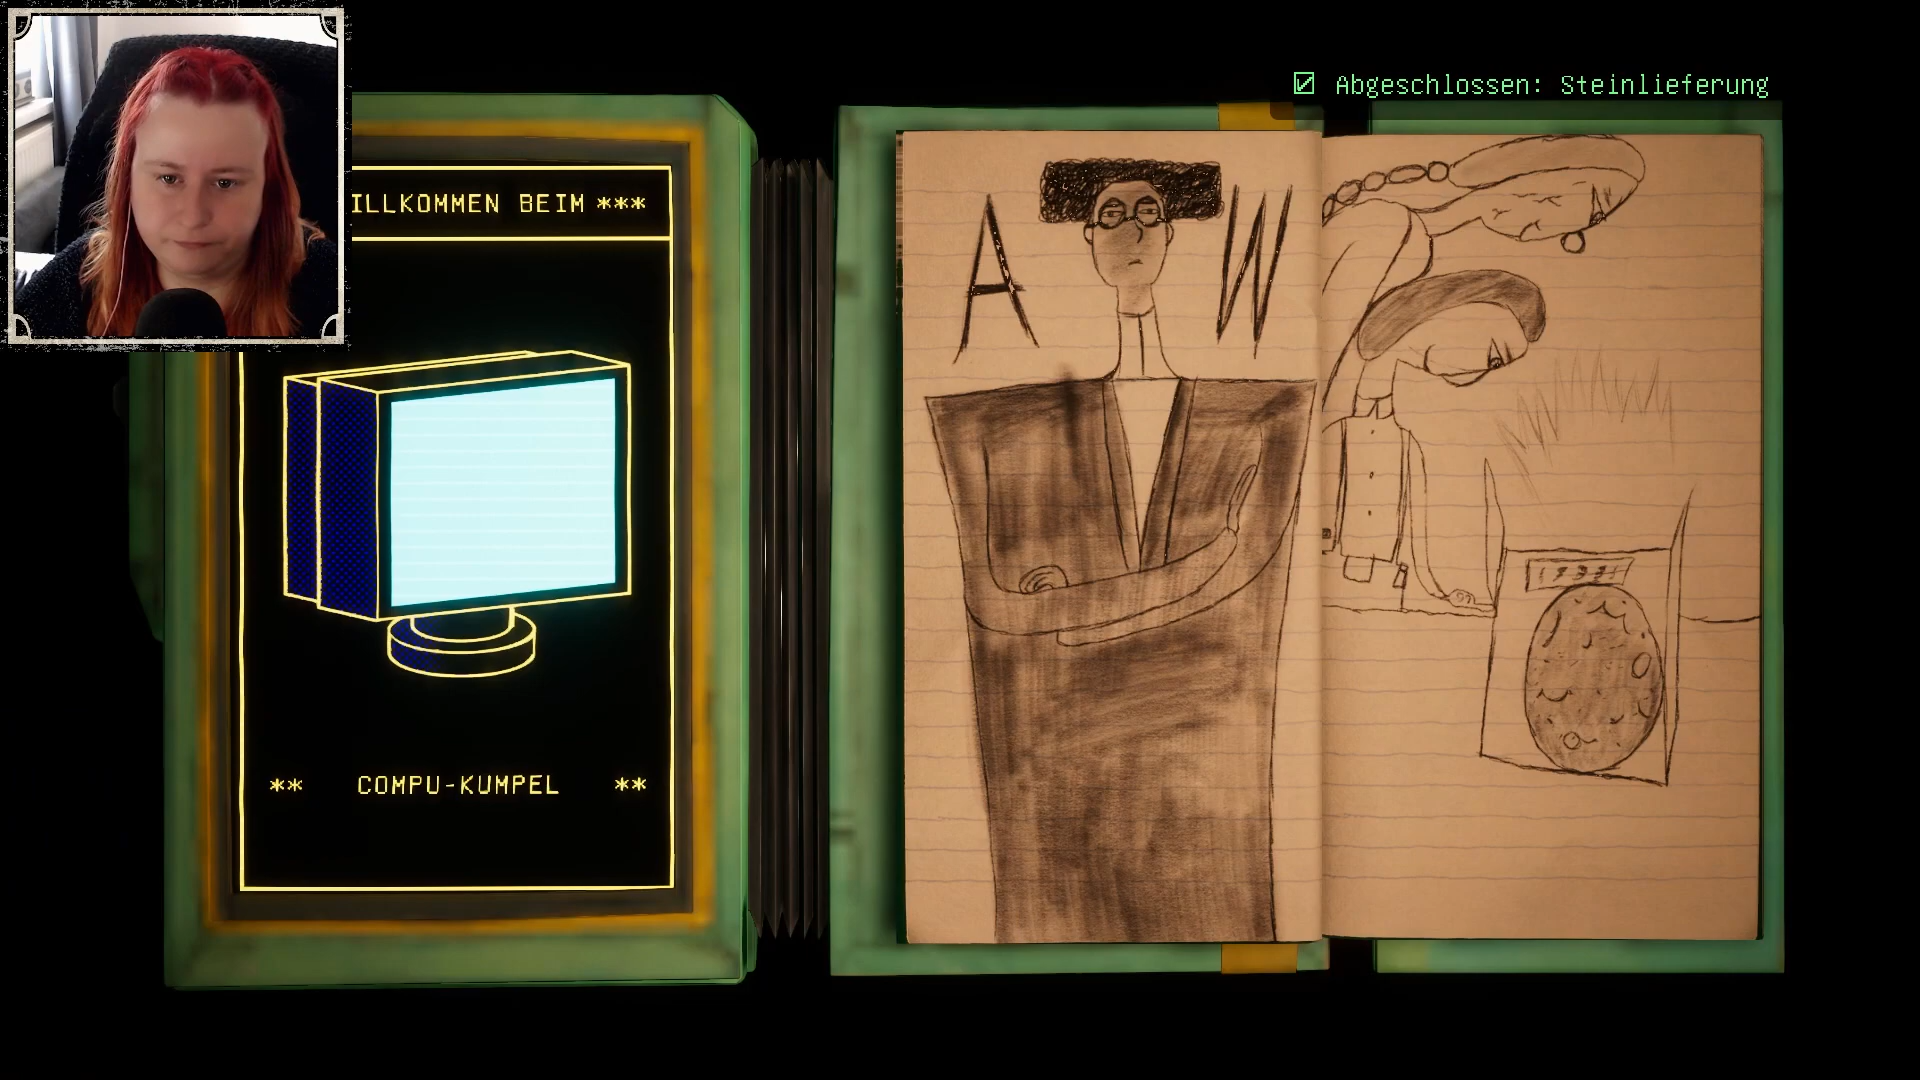 Abgeschlossen: Steinlieferung
ILLKOMMEN BEIM ***
** COMPU-KUMPEL **
A W